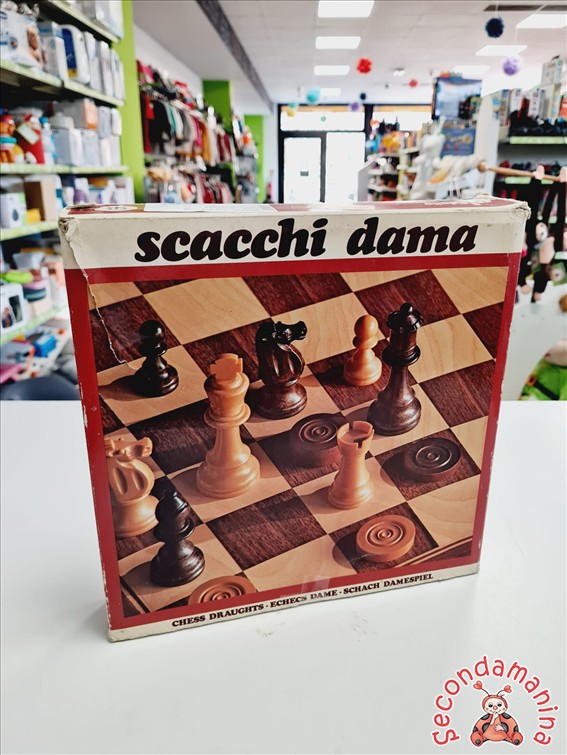 scacchi dama
CHESS DRAUGHTS · ECHECS DAME · SCHACH DAMESPIEL
Secondamanina